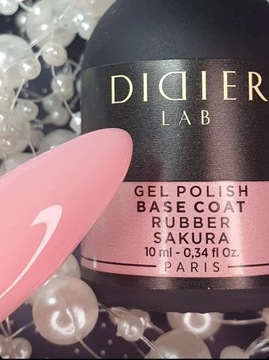 DIDIER
LAB
GEL POLISH
BASE COAT
RUBBER
SAKURA
10 ml - 0,34 fl Oz.
PARIS